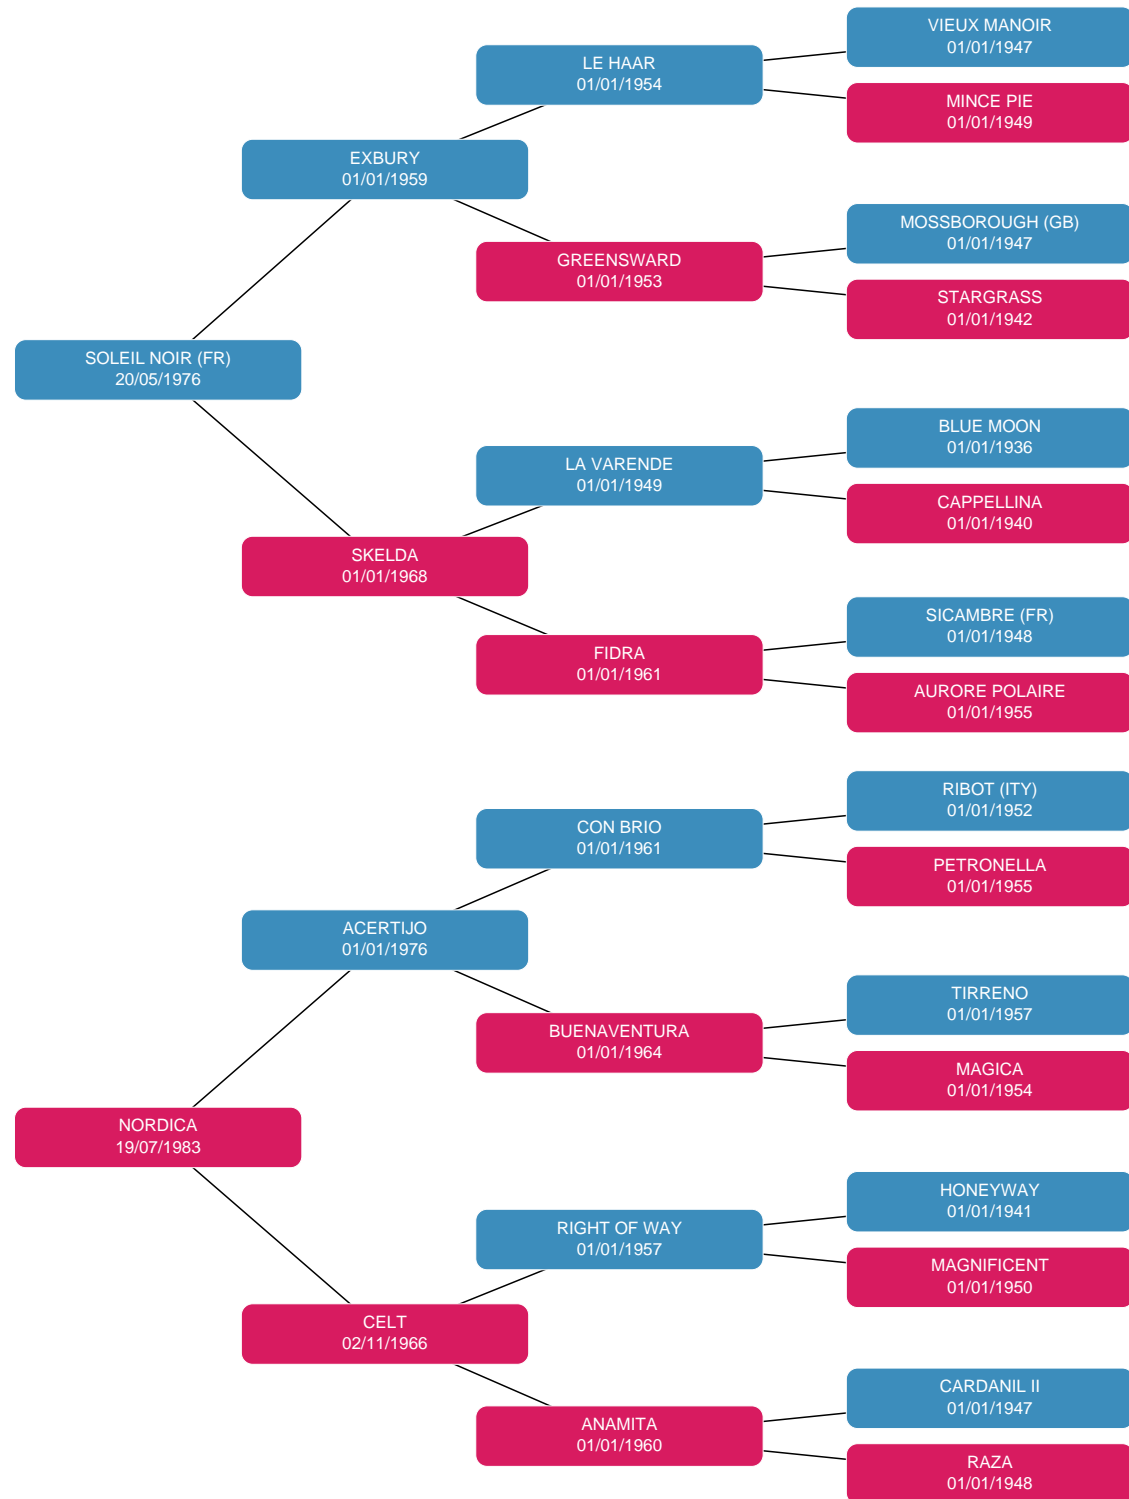 VIEUX MANOIR
01/01/1947
LE HAAR
01/01/1954
MINCE PIE
01/01/1949
EXBURY
01/01/1959
MOSSBOROUGH (GB)
01/01/1947
GREENSWARD
01/01/1953
STARGRASS
01/01/1942
SOLEIL NOIR (FR)
20/05/1976
BLUE MOON
01/01/1936
LA VARENDE
01/01/1949
CAPPELLINA
01/01/1940
SKELDA
01/01/1968
SICAMBRE (FR)
01/01/1948
FIDRA
01/01/1961
AURORE POLAIRE
01/01/1955
RIBOT (ITY)
01/01/1952
CON BRIO
01/01/1961
PETRONELLA
01/01/1955
ACERTIJO
01/01/1976
TIRRENO
01/01/1957
BUENAVENTURA
01/01/1964
MAGICA
01/01/1954
NORDICA
19/07/1983
HONEYWAY
01/01/1941
RIGHT OF WAY
01/01/1957
MAGNIFICENT
01/01/1950
CELT
02/11/1966
CARDANIL II
01/01/1947
ANAMITA
01/01/1960
RAZA
01/01/1948